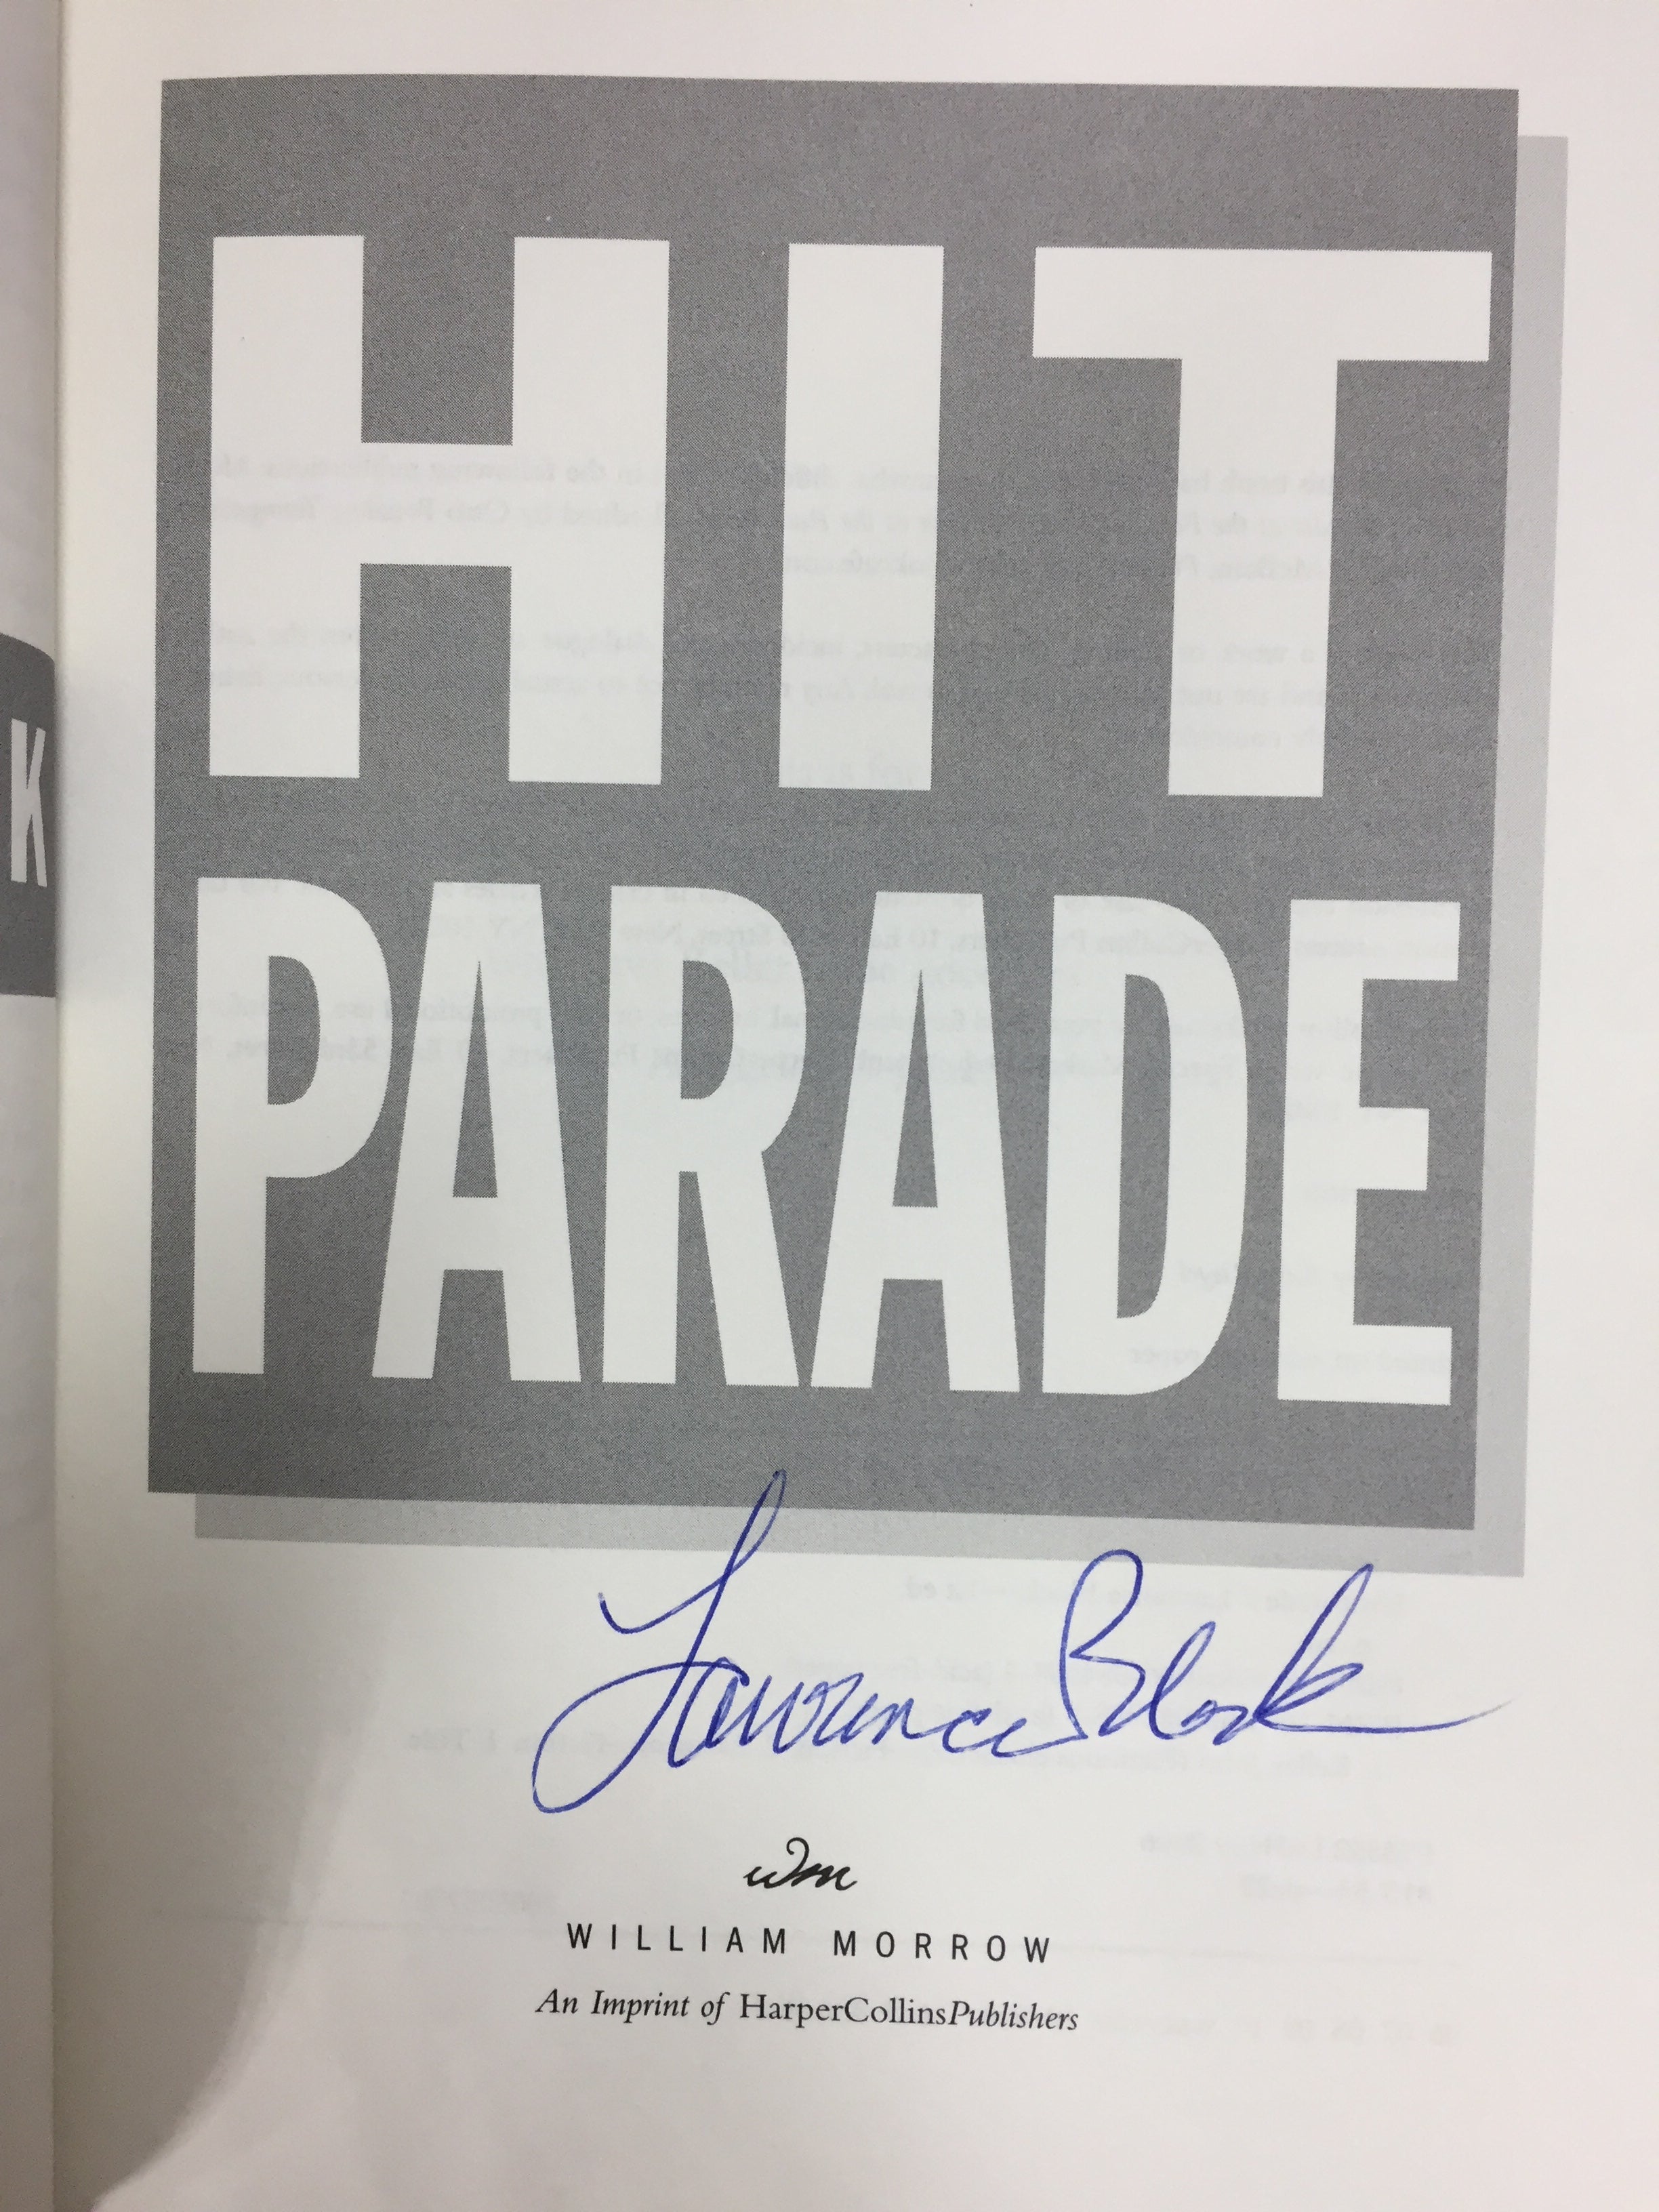 K
HIT
PARADE
Lawrence Block
wm
WILLIAM MORROW
An Imprint of HarperCollinsPublishers